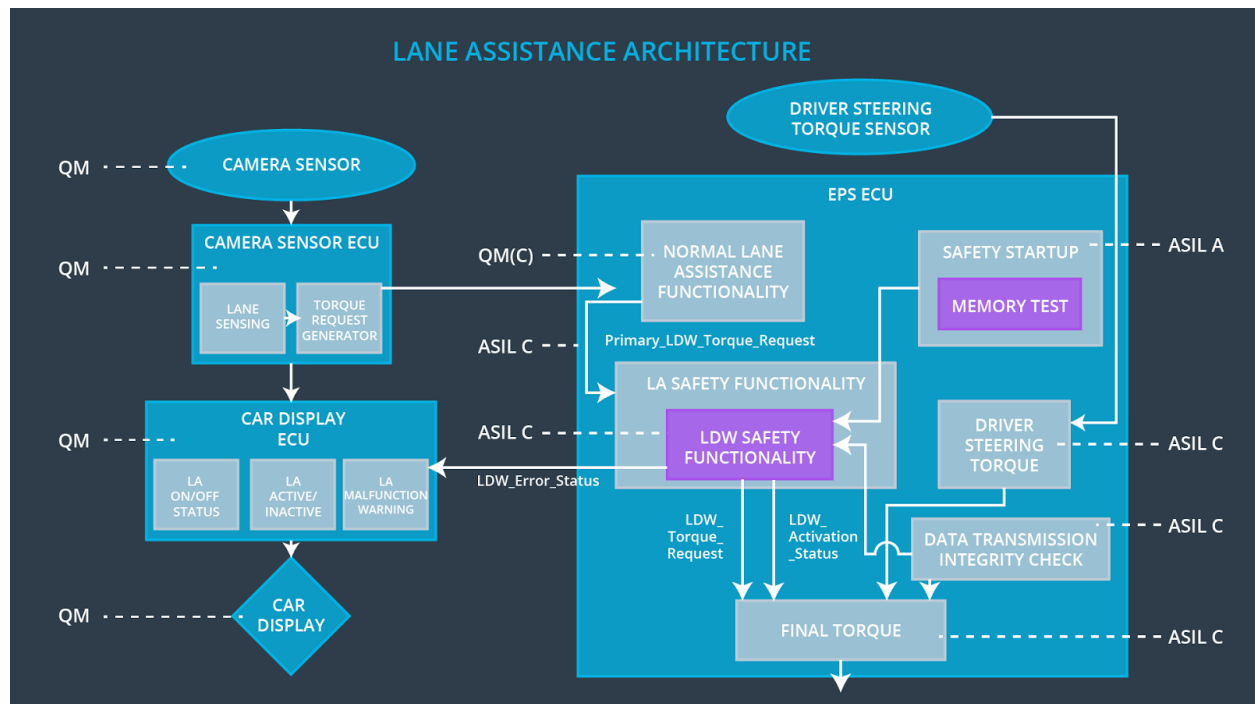 LANE ASSISTANCE ARCHITECTURE
DRIVER STEERING
TORQUE SENSOR
QM
CAMERA SENSOR
EPS ECU
CAMERA SENSOR ECU
QM
LANE
SENSING
TORQUE
REQUEST
GENERATOR
QM(C)
NORMAL LANE
ASSISTANCE
FUNCTIONALITY
SAFETY STARTUP
MEMORY TEST
ASIL A
ASIL C
Primary_LDW_Torque_Request
LA SAFETY FUNCTIONALITY
ASIL C
LDW SAFETY
FUNCTIONALITY
DRIVER
STEERING
TORQUE
ASIL C
CAR DISPLAY
ECU
QM
LA
ON/OFF
STATUS
LA
ACTIVE/
INACTIVE
LA
MALFUNCTION
WARNING
LDW_Error_Status
LDW_
Torque_
Request
LDW_
Activation
_Status
DATA TRANSMISSION
INTEGRITY CHECK
ASIL C
QM
CAR
DISPLAY
FINAL TORQUE
ASIL C